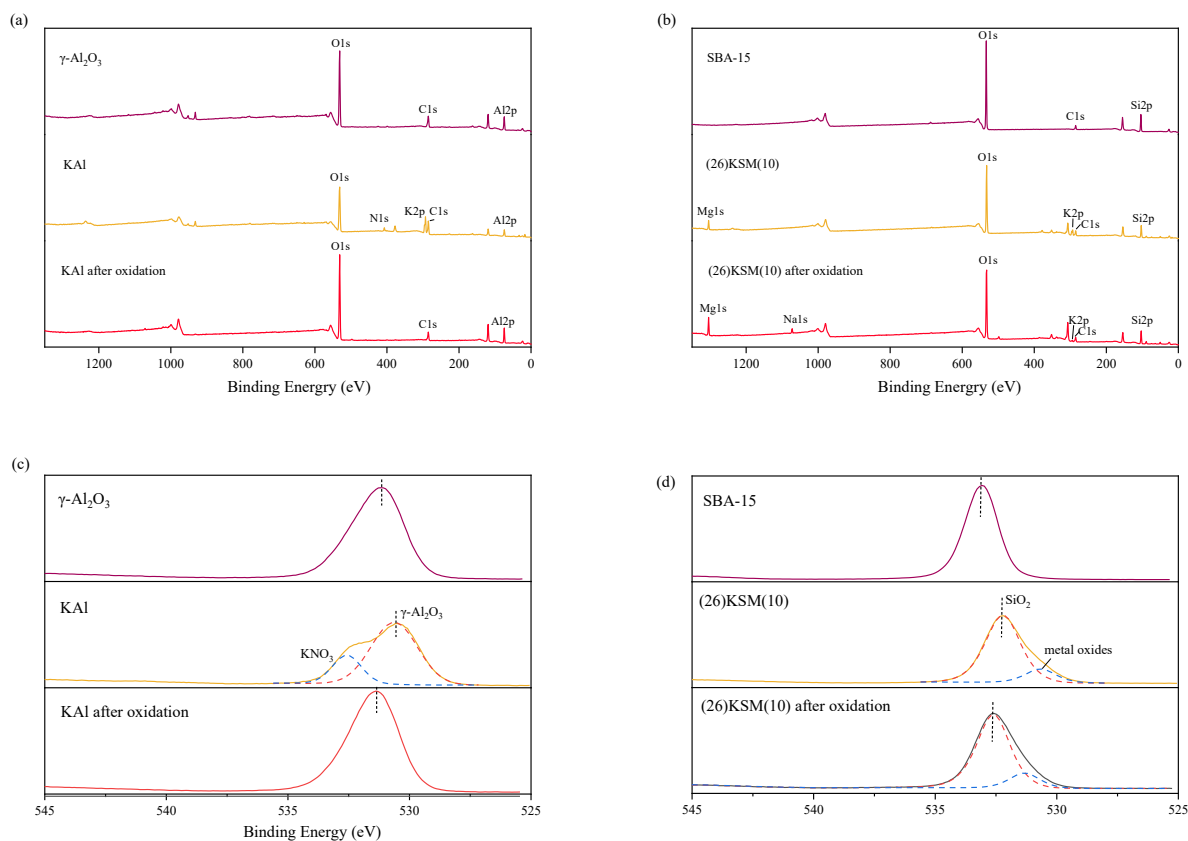 (a)
γ-Al₂O₃
O1s
C1s
Al2p
KAl
O1s
N1s
K2p
C1s
Al2p
KAl after oxidation
O1s
C1s
Al2p
1200 1000 800 600 400 200 0
Binding Energry (eV)
(b)
SBA-15
O1s
C1s
Si2p
(26)KSM(10)
O1s
Mg1s
K2p
C1s
Si2p
(26)KSM(10) after oxidation
O1s
Mg1s
Na1s
K2p
C1s
Si2p
1200 1000 800 600 400 200 0
Binding Energry (eV)
(c)
γ-Al₂O₃
KAl
γ-Al₂O₃
KNO₃
KAl after oxidation
545 540 535 530 525
Binding Energy (eV)
(d)
SBA-15
(26)KSM(10)
SiO₂
metal oxides
(26)KSM(10) after oxidation
545 540 535 530 525
Binding Energy (eV)